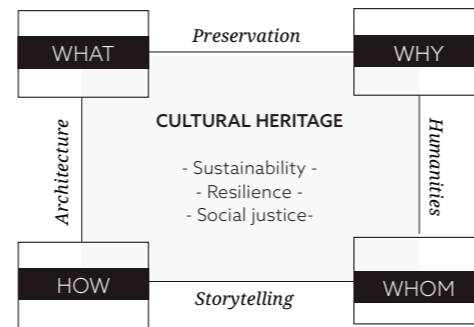 Preservation
WHAT
WHY
CULTURAL HERITAGE
Architecture
Humanities
- Sustainability -
- Resilience -
- Social justice-
HOW
WHOM
Storytelling